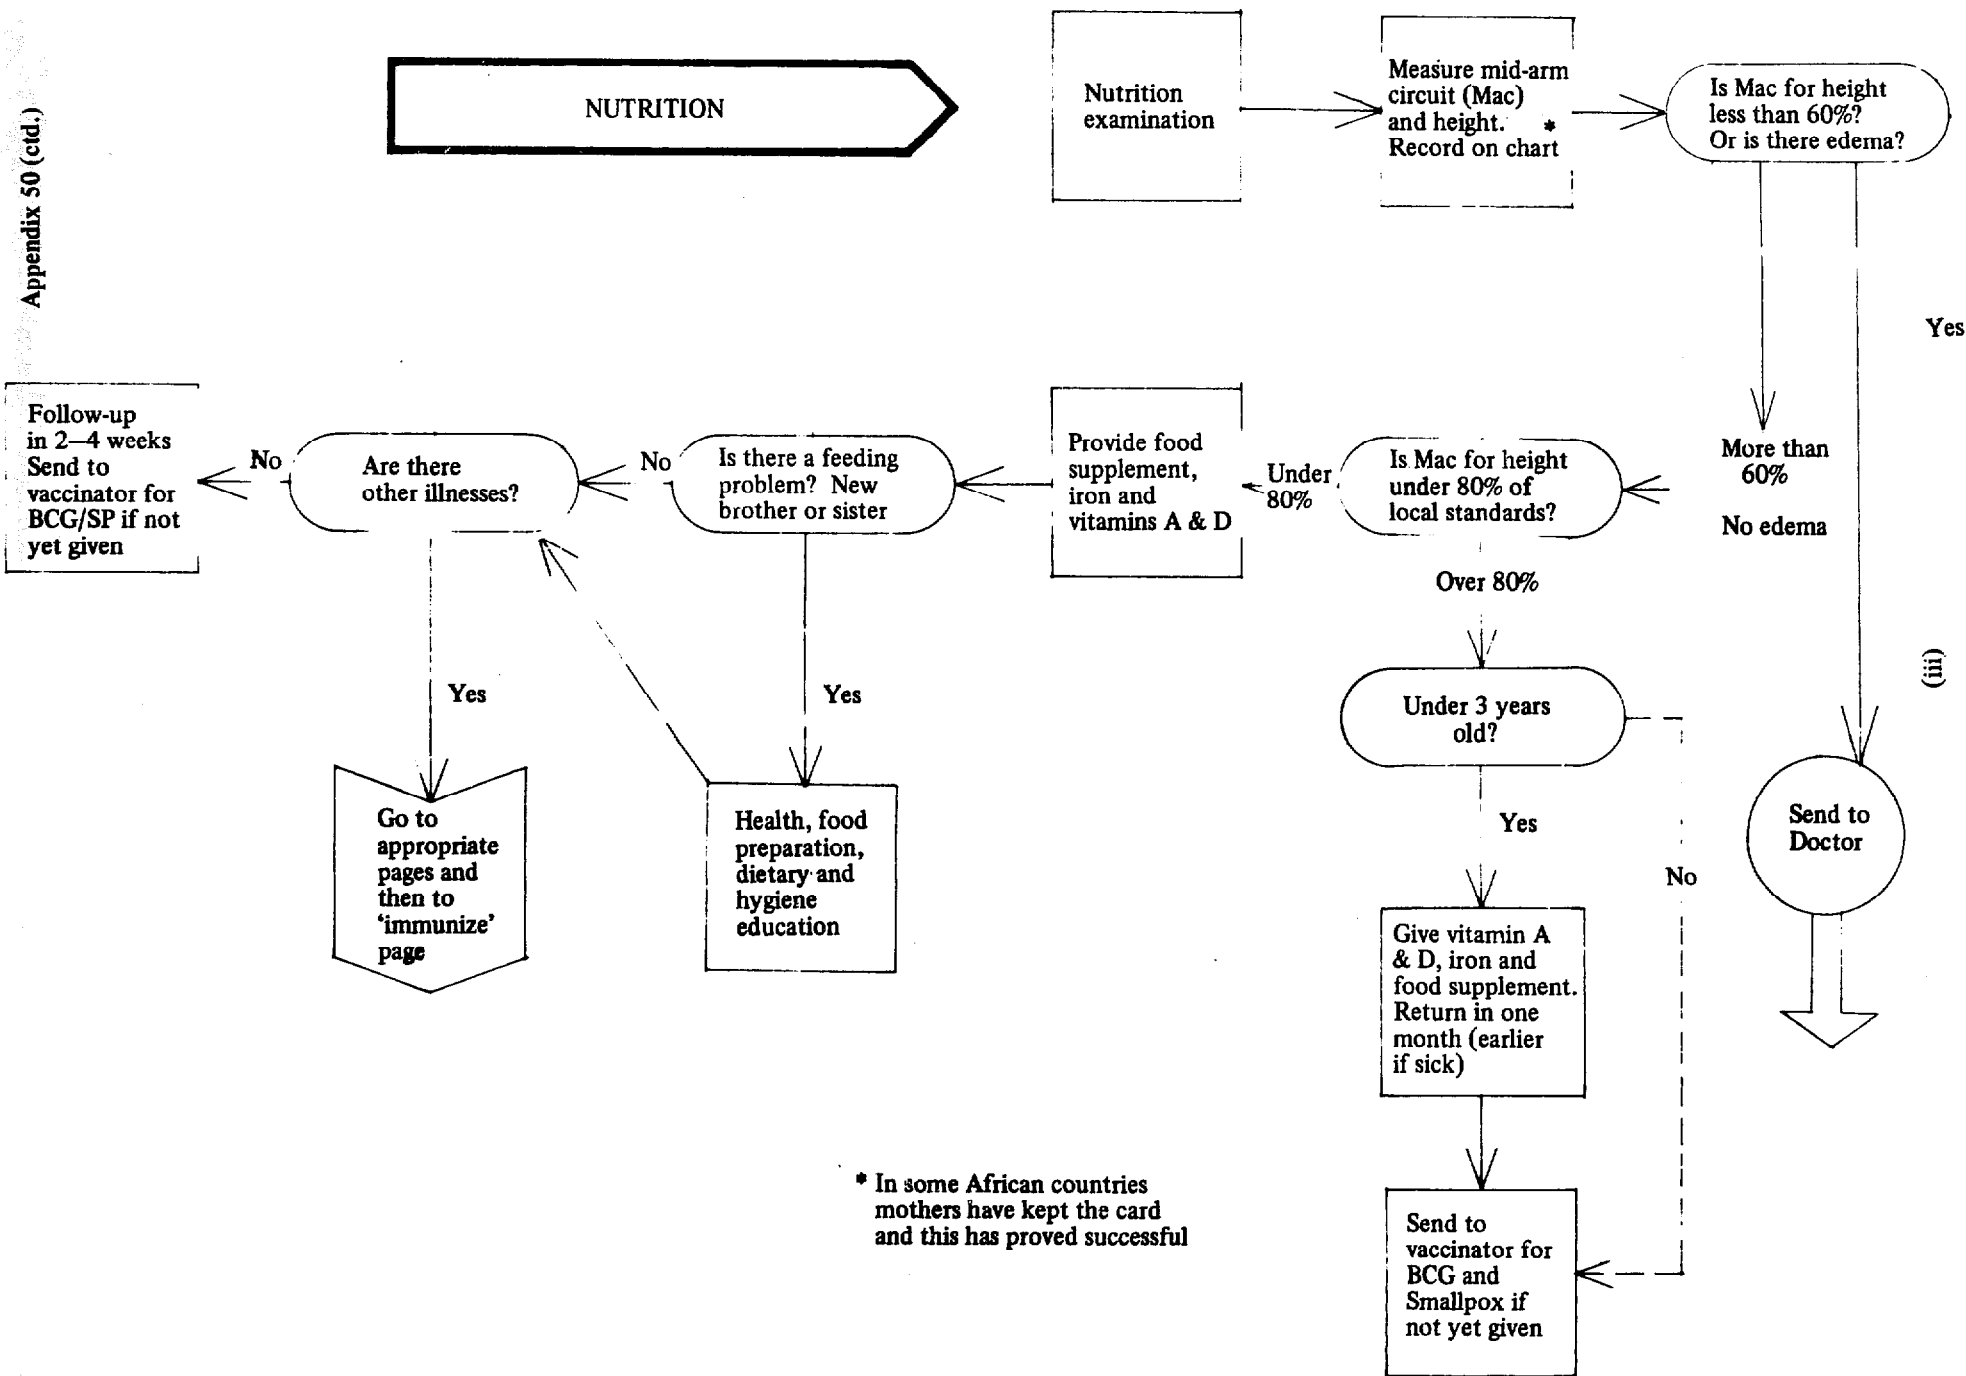 Appendix 50 (ctd.)
NUTRITION
Nutrition
examination
Measure mid-arm
circuit (Mac)
and height. *
Record on chart
Is Mac for height
less than 60%?
Or is there edema?
Yes
More than
60%
No edema
Is Mac for height
under 80% of
local standards?
Under
80%
Provide food
supplement,
iron and
vitamins A & D
Is there a feeding
problem? New
brother or sister
No
Are there
other illnesses?
No
Follow-up
in 2–4 weeks
Send to
vaccinator for
BCG/SP if not
yet given
Yes
Go to
appropriate
pages and
then to
‘immunize’
page
Yes
Health, food
preparation,
dietary and
hygiene
education
Over 80%
Under 3 years
old?
Yes
No
Give vitamin A
& D, iron and
food supplement.
Return in one
month (earlier
if sick)
Send to
vaccinator for
BCG and
Smallpox if
not yet given
Send to
Doctor
(iii)
* In some African countries
mothers have kept the card
and this has proved successful